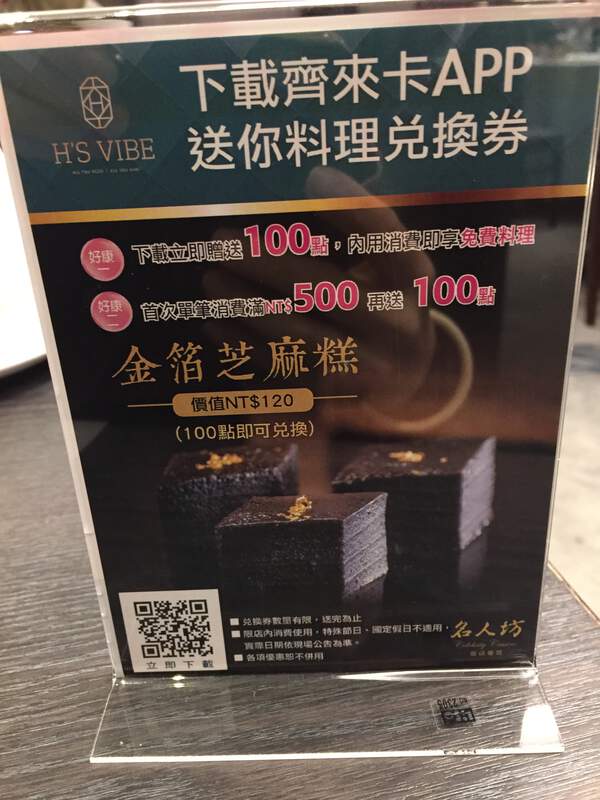 下載齊來卡APP
送你料理兌換券
H'S VIBE
好康一
下載立即贈送100點，內用消費即享免費料理
好康二
首次單筆消費滿NT$500 再送 100點
金箔芝麻糕
價值NT$120
(100點即可兌換)
立即下載
■ 兌換券數量有限，送完為止
■ 限店內消費使用，特殊節日、國定假日不適用，
實際日期依現場公告為準。
■ 各項優惠恕不併用
名人坊